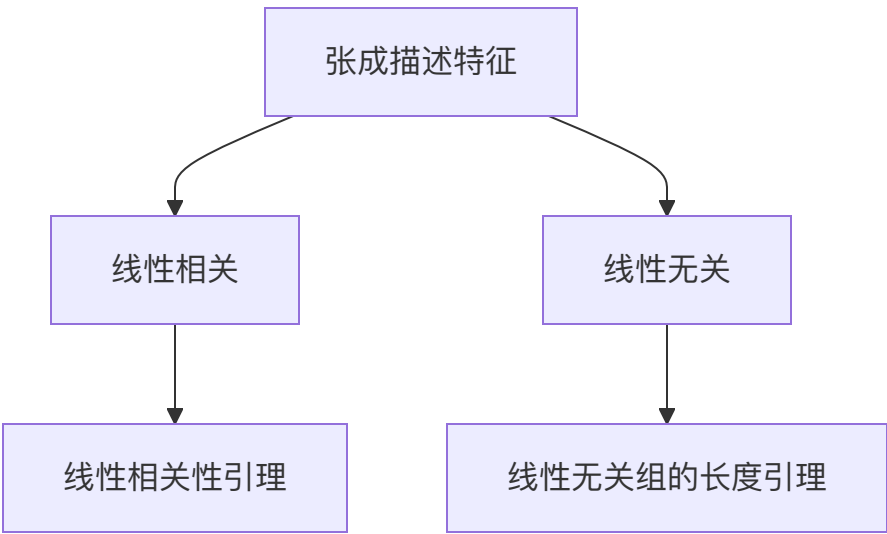 张成描述特征
线性相关
线性无关
线性相关性引理
线性无关组的长度引理